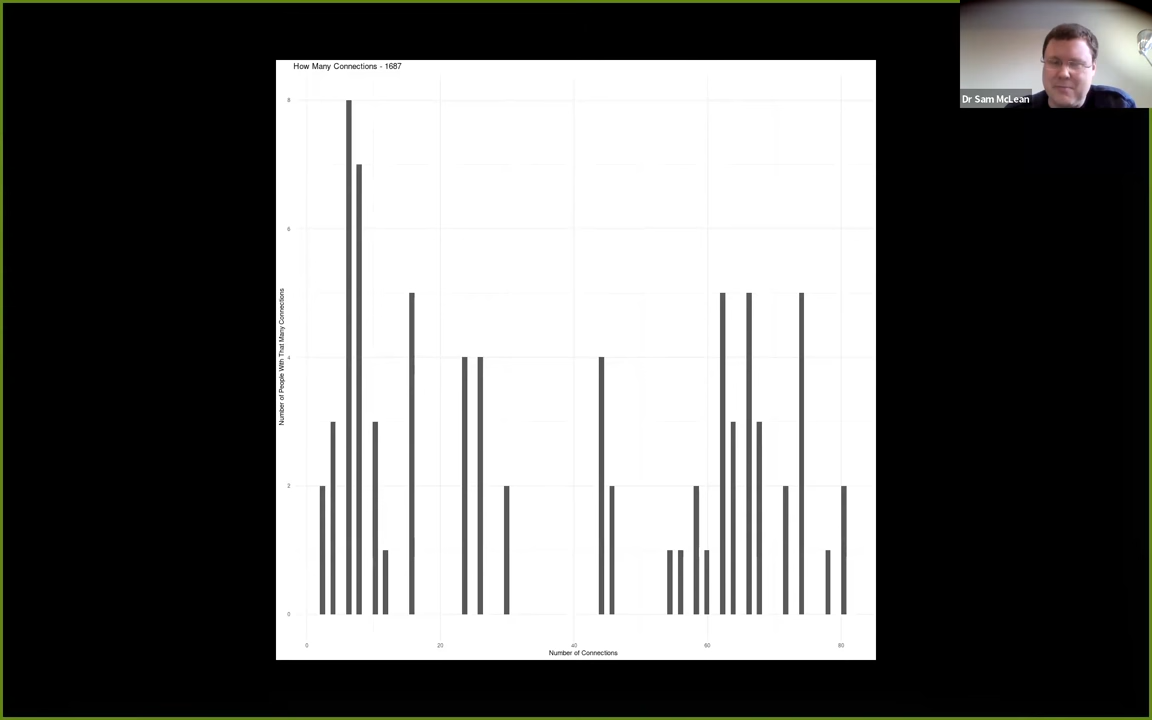 How Many Connections - 1687
Dr Sam McLean
8
6
4
2
0
Number of People With That Many Connections
0 20 40 60 80
Number of Connections